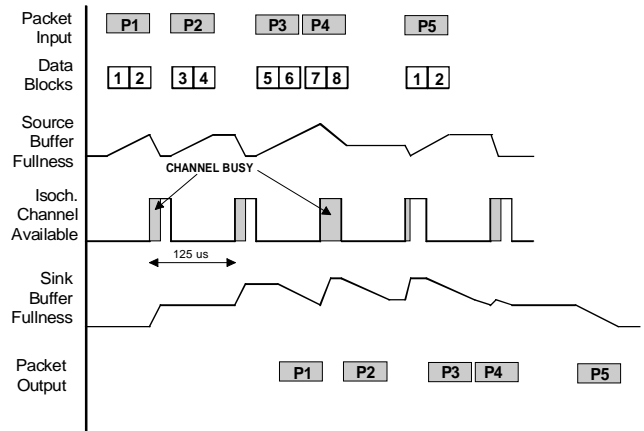 Packet
Input
P1 P2 P3 P4 P5
Data
Blocks
1 2 3 4 5 6 7 8 1 2
Source
Buffer
Fullness
CHANNEL BUSY
Isoch.
Channel
Available
125 us
Sink
Buffer
Fullness
Packet
Output
P1 P2 P3 P4 P5